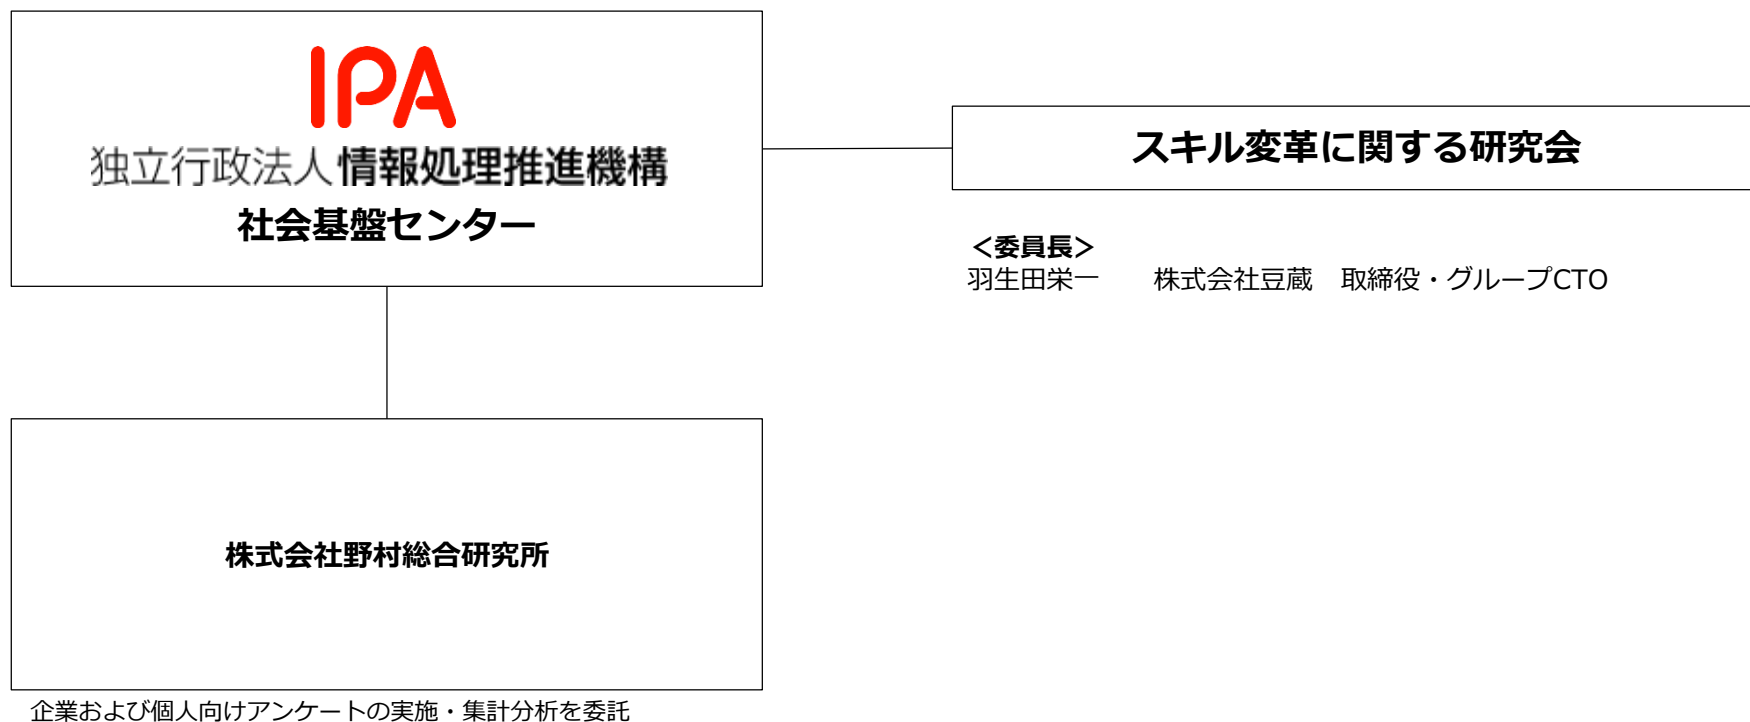 IPA
独立行政法人情報処理推進機構
社会基盤センター
スキル変革に関する研究会
＜委員長＞
羽生田栄一　　株式会社豆蔵　取締役・グループCTO
株式会社野村総合研究所
企業および個人向けアンケートの実施・集計分析を委託